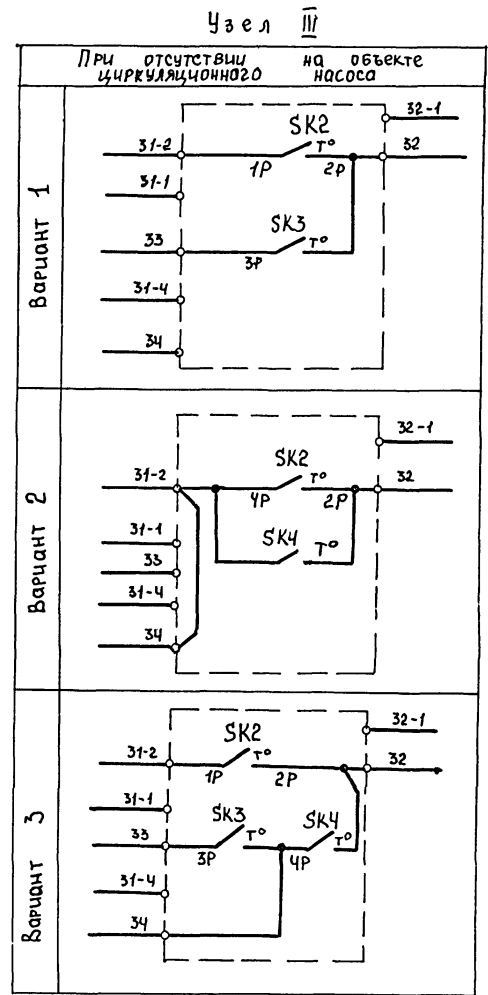 Узел III
При отсутствии на объекте
циркуляционного насоса
Вариант 1
32-1
SK2
31-2
T°
32
1P
2P
31-1
SK3
33
T°
3P
31-4
34
Вариант 2
32-1
SK2
31-2
T°
32
4P
2P
SK4
31-1
T°
33
31-4
34
Вариант 3
32-1
SK2
31-2
T°
32
1P
2P
31-1
SK3
SK4
33
T°
T°
3P
4P
31-4
34